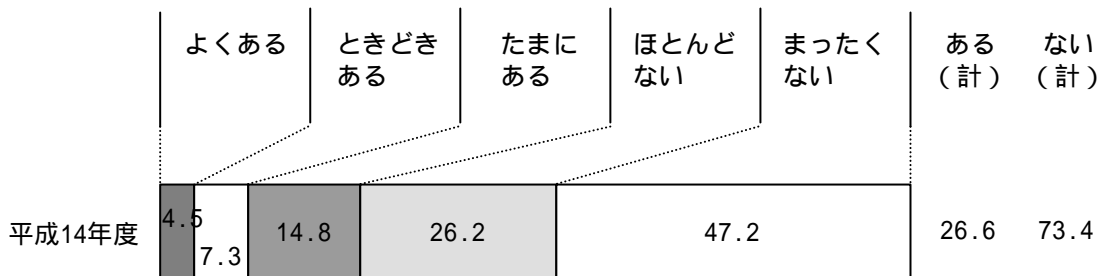 よくある ときどき たまに ほとんど まったく ある ない
ある ある ない ない （計） （計）
平成14年度 4.5 7.3 14.8 26.2 47.2 26.6 73.4